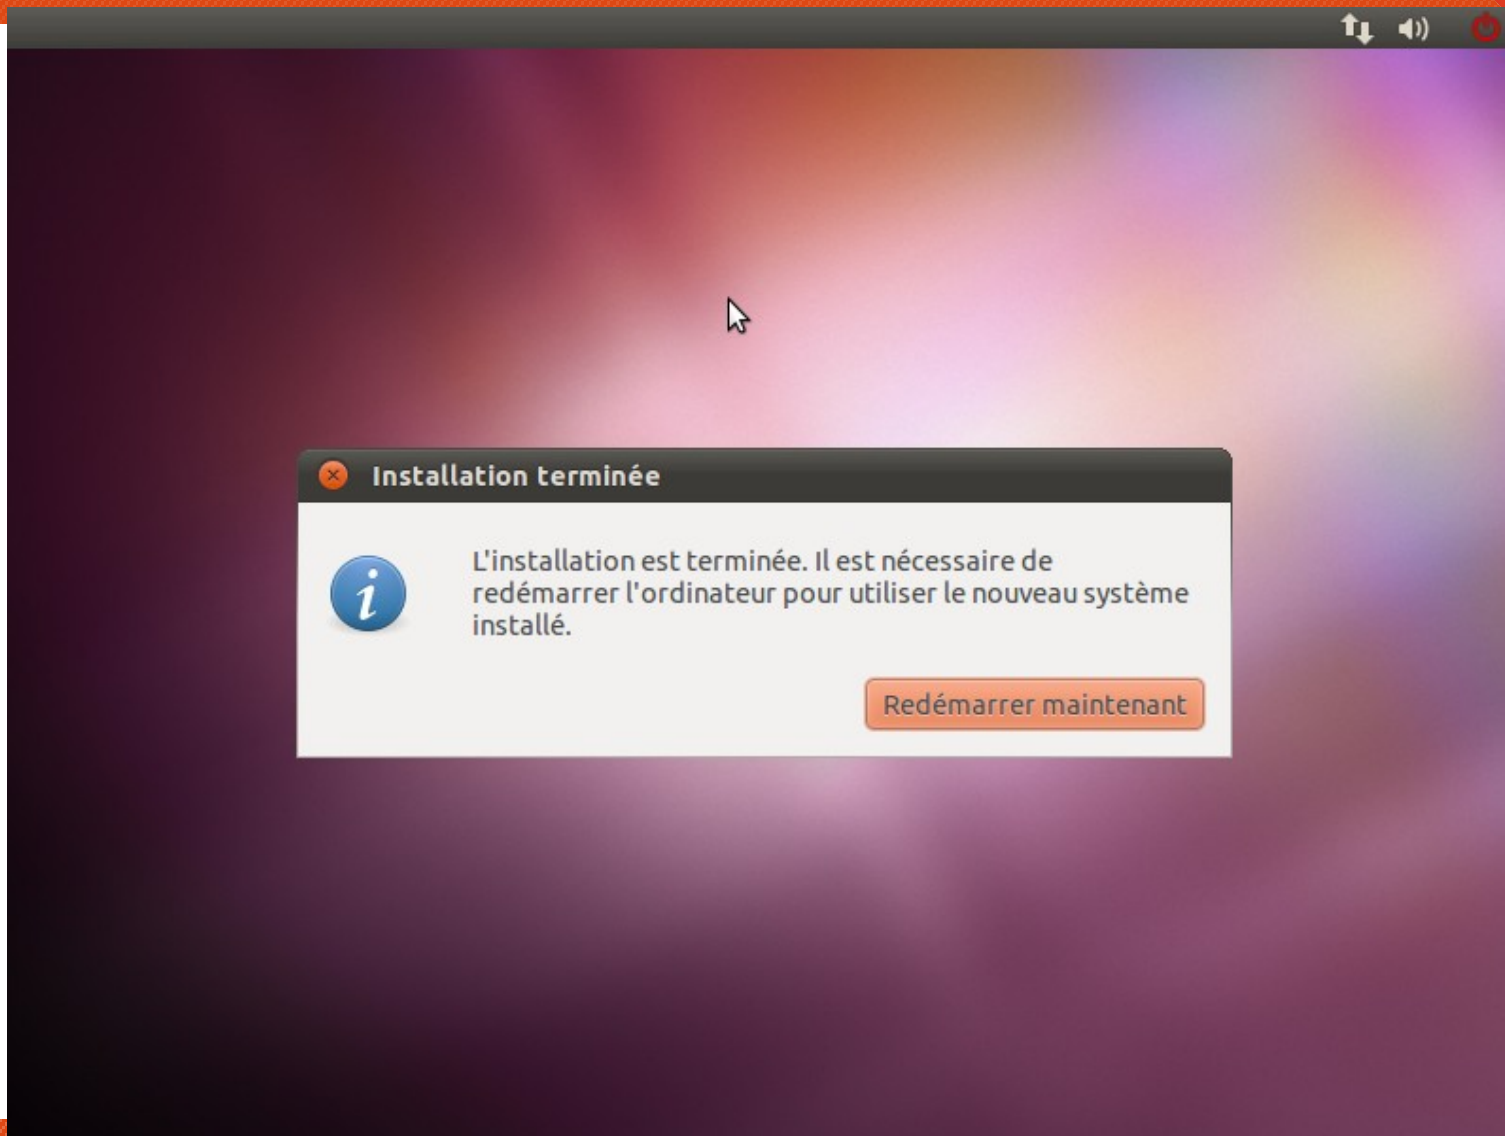 Installation terminée
L'installation est terminée. Il est nécessaire de
redémarrer l'ordinateur pour utiliser le nouveau système
installé.
Redémarrer maintenant